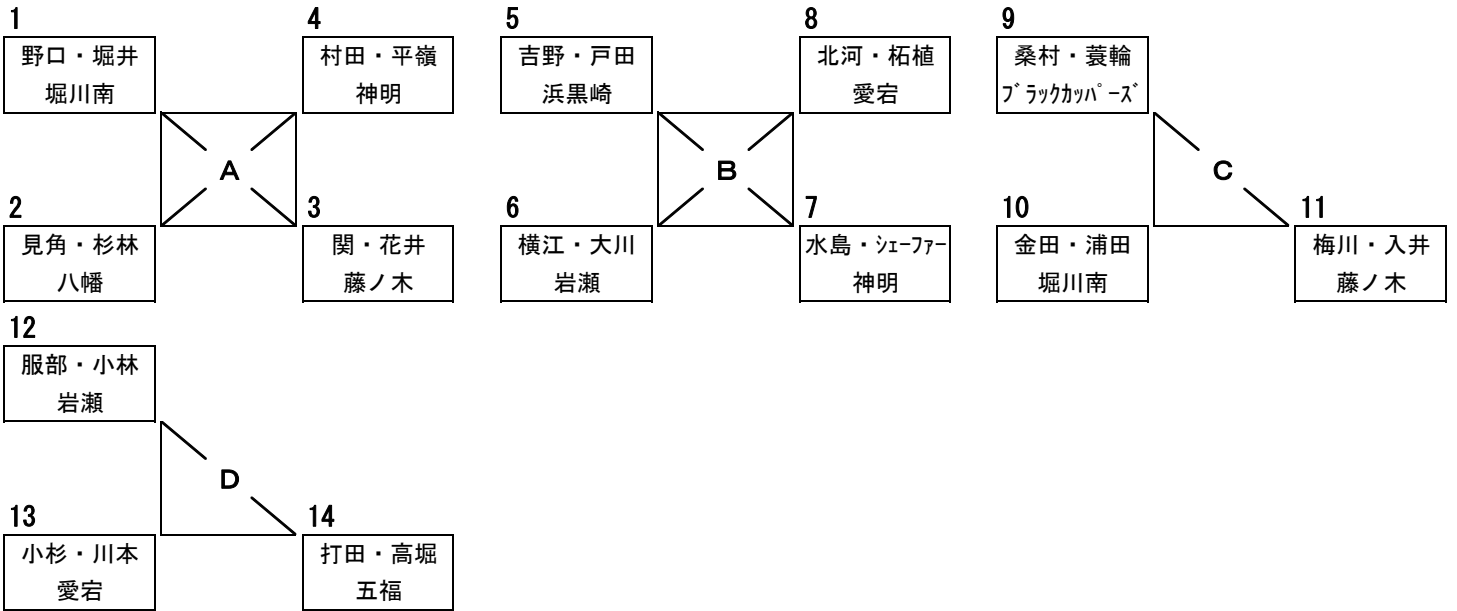 1
野口・堀井
堀川南
4
村田・平嶺
神明
A
2
見角・杉林
八幡
3
関・花井
藤ノ木
5
吉野・戸田
浜黒崎
8
北河・柘植
愛宕
B
6
横江・大川
岩瀬
7
水島・ｼェｰﾌｧｰ
神明
9
桑村・蓑輪
ﾌﾞﾗｯｸｶｯﾊﾟｰｽﾞ
C
10
金田・浦田
堀川南
11
梅川・入井
藤ノ木
12
服部・小林
岩瀬
D
13
小杉・川本
愛宕
14
打田・高堀
五福